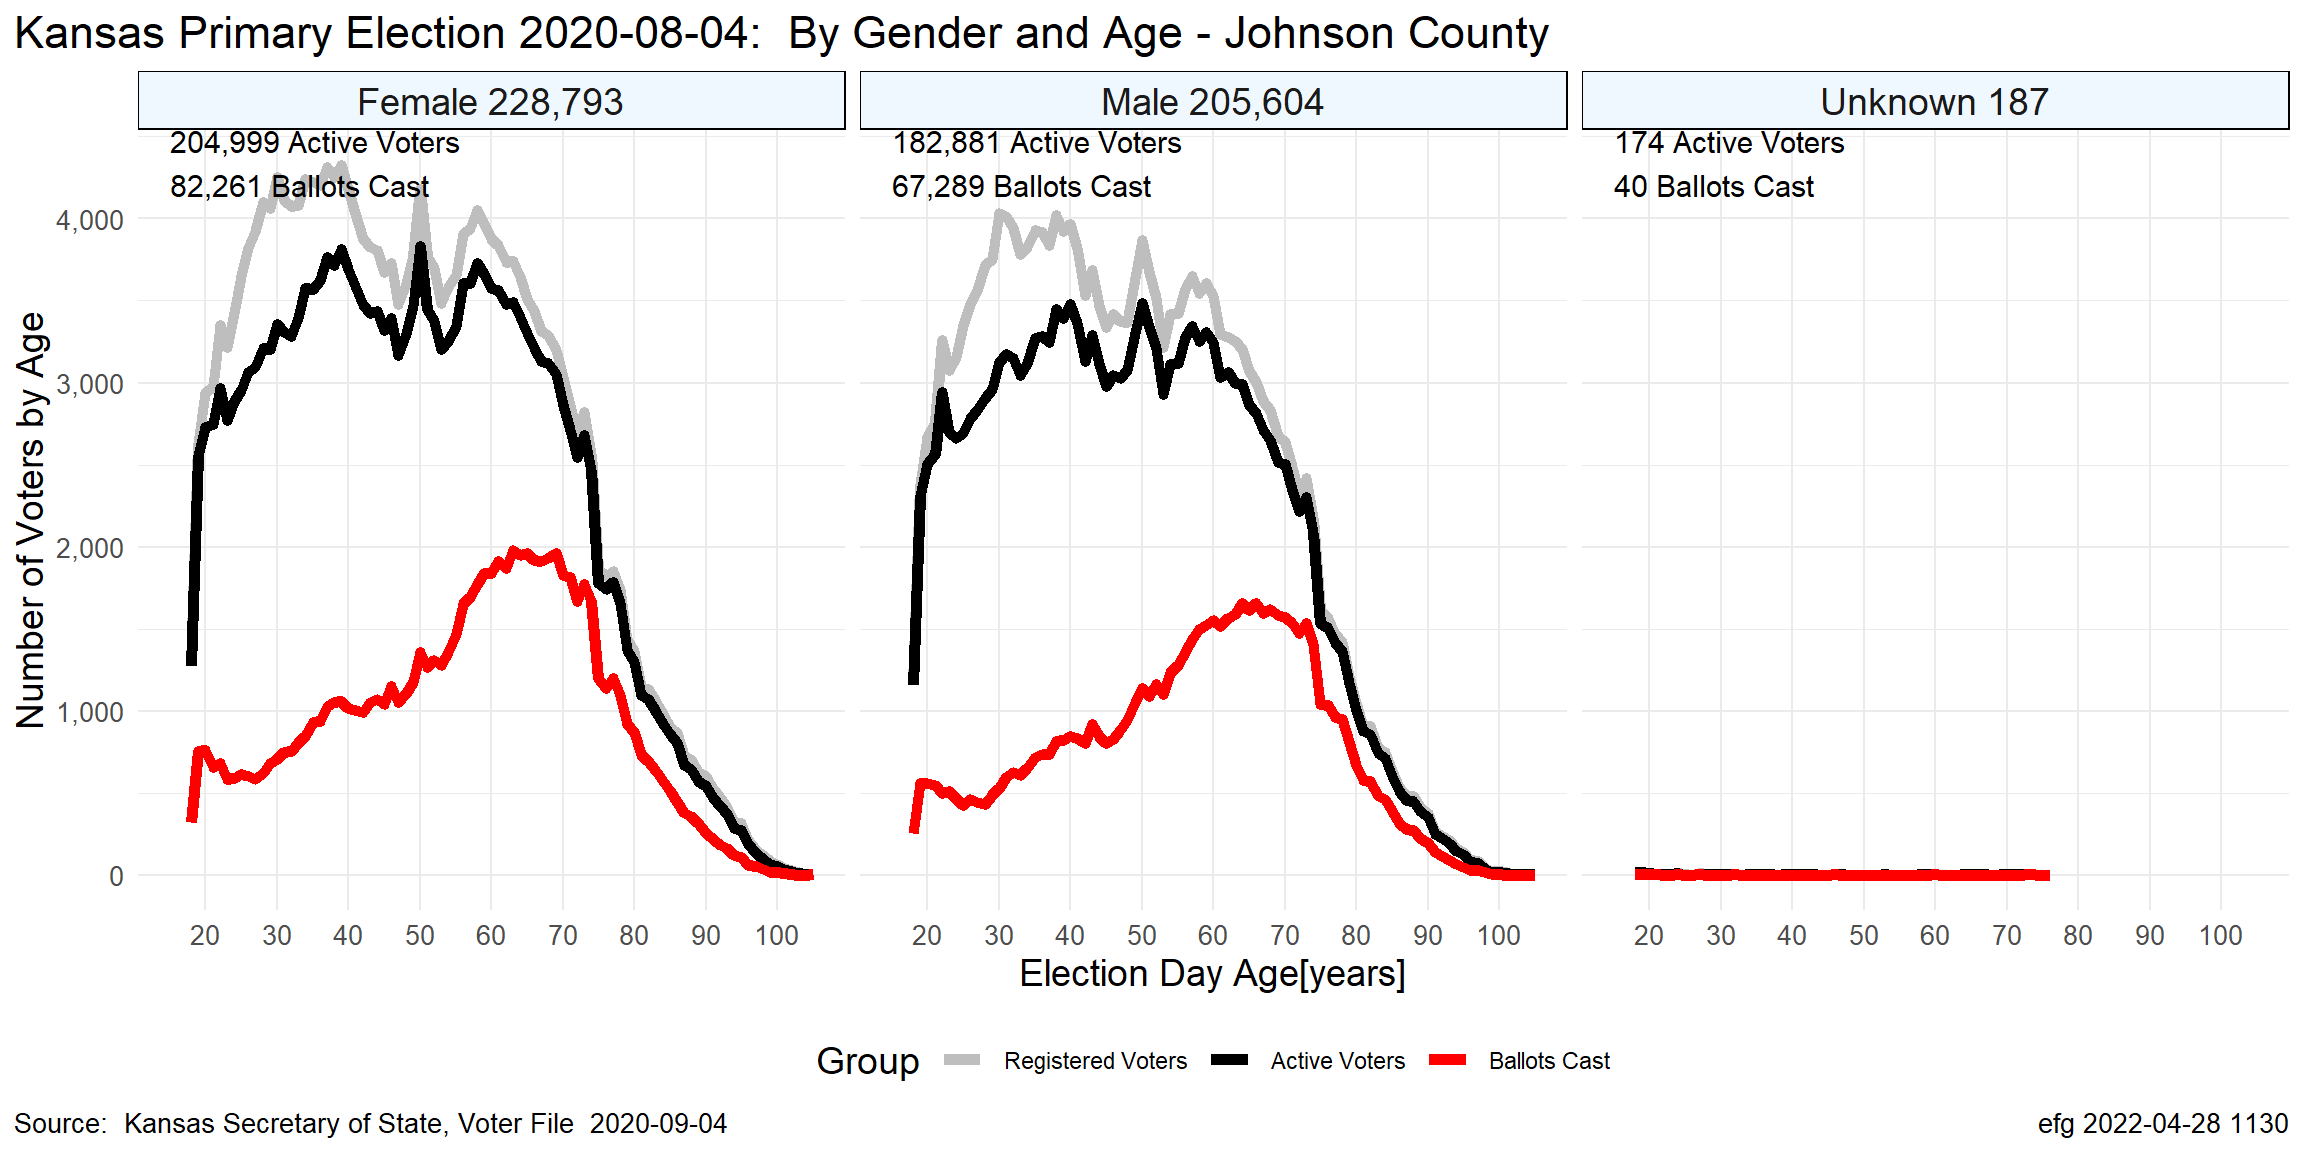 Kansas Primary Election 2020-08-04:  By Gender and Age - Johnson County
Female 228,793
Male 205,604
Unknown 187
204,999 Active Voters
82,261 Ballots Cast
182,881 Active Voters
67,289 Ballots Cast
174 Active Voters
40 Ballots Cast
Number of Voters by Age
4,000
3,000
2,000
1,000
0
20 30 40 50 60 70 80 90 100
20 30 40 50 60 70 80 90 100
20 30 40 50 60 70 80 90 100
Election Day Age[years]
Group Registered Voters Active Voters Ballots Cast
Source:  Kansas Secretary of State, Voter File  2020-09-04
efg 2022-04-28 1130